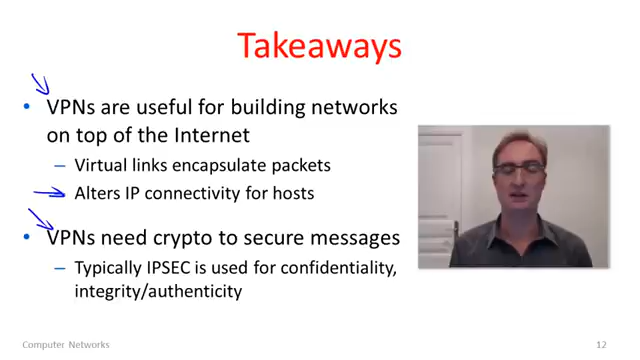 Takeaways
• VPNs are useful for building networks
on top of the Internet
– Virtual links encapsulate packets
– Alters IP connectivity for hosts
• VPNs need crypto to secure messages
– Typically IPSEC is used for confidentiality,
integrity/authenticity
Computer Networks
12